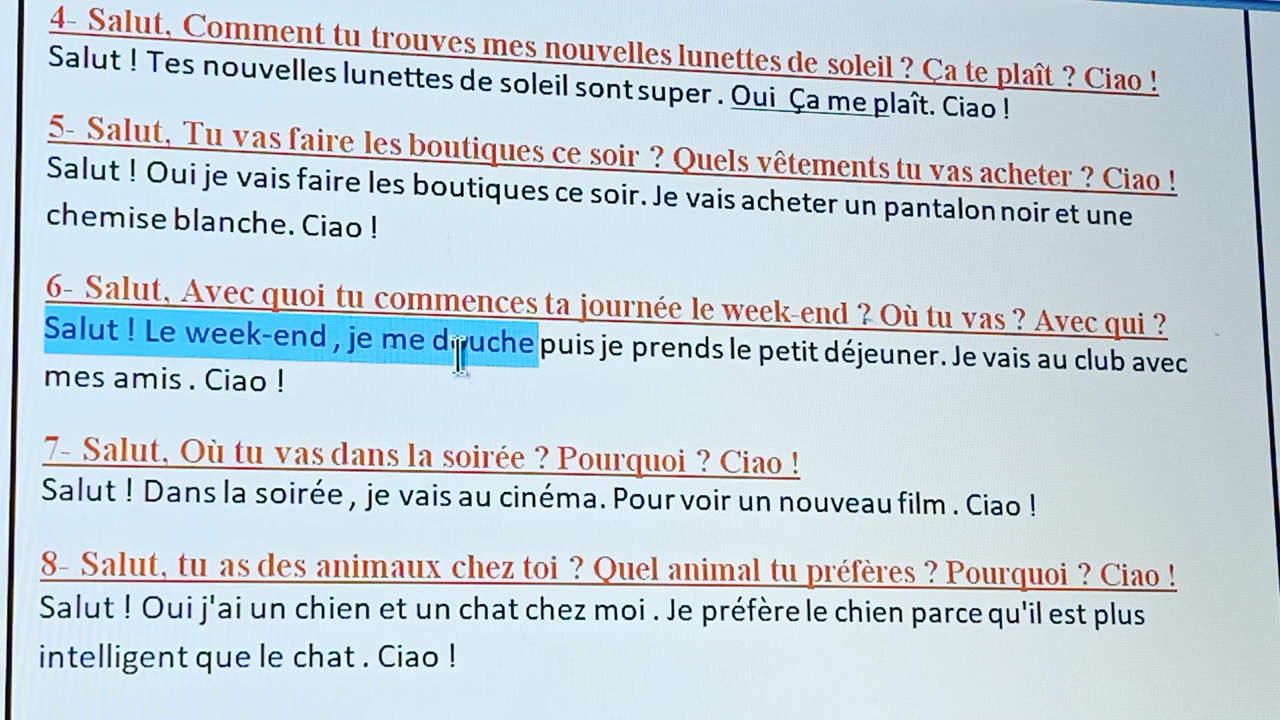 4- Salut, Comment tu trouves mes nouvelles lunettes de soleil ? Ça te plaît ? Ciao !
Salut ! Tes nouvelles lunettes de soleil sont super . Oui Ça me plaît. Ciao !
5- Salut, Tu vas faire les boutiques ce soir ? Quels vêtements tu vas acheter ? Ciao !
Salut ! Oui je vais faire les boutiques ce soir. Je vais acheter un pantalon noir et une
chemise blanche. Ciao !
6- Salut, Avec quoi tu commences ta journée le week-end ? Où tu vas ? Avec qui ?
Salut ! Le week-end , je me douche puis je prends le petit déjeuner. Je vais au club avec
mes amis . Ciao !
7- Salut, Où tu vas dans la soirée ? Pourquoi ? Ciao !
Salut ! Dans la soirée , je vais au cinéma. Pour voir un nouveau film . Ciao !
8- Salut, tu as des animaux chez toi ? Quel animal tu préfères ? Pourquoi ? Ciao !
Salut ! Oui j'ai un chien et un chat chez moi . Je préfère le chien parce qu'il est plus
intelligent que le chat . Ciao !